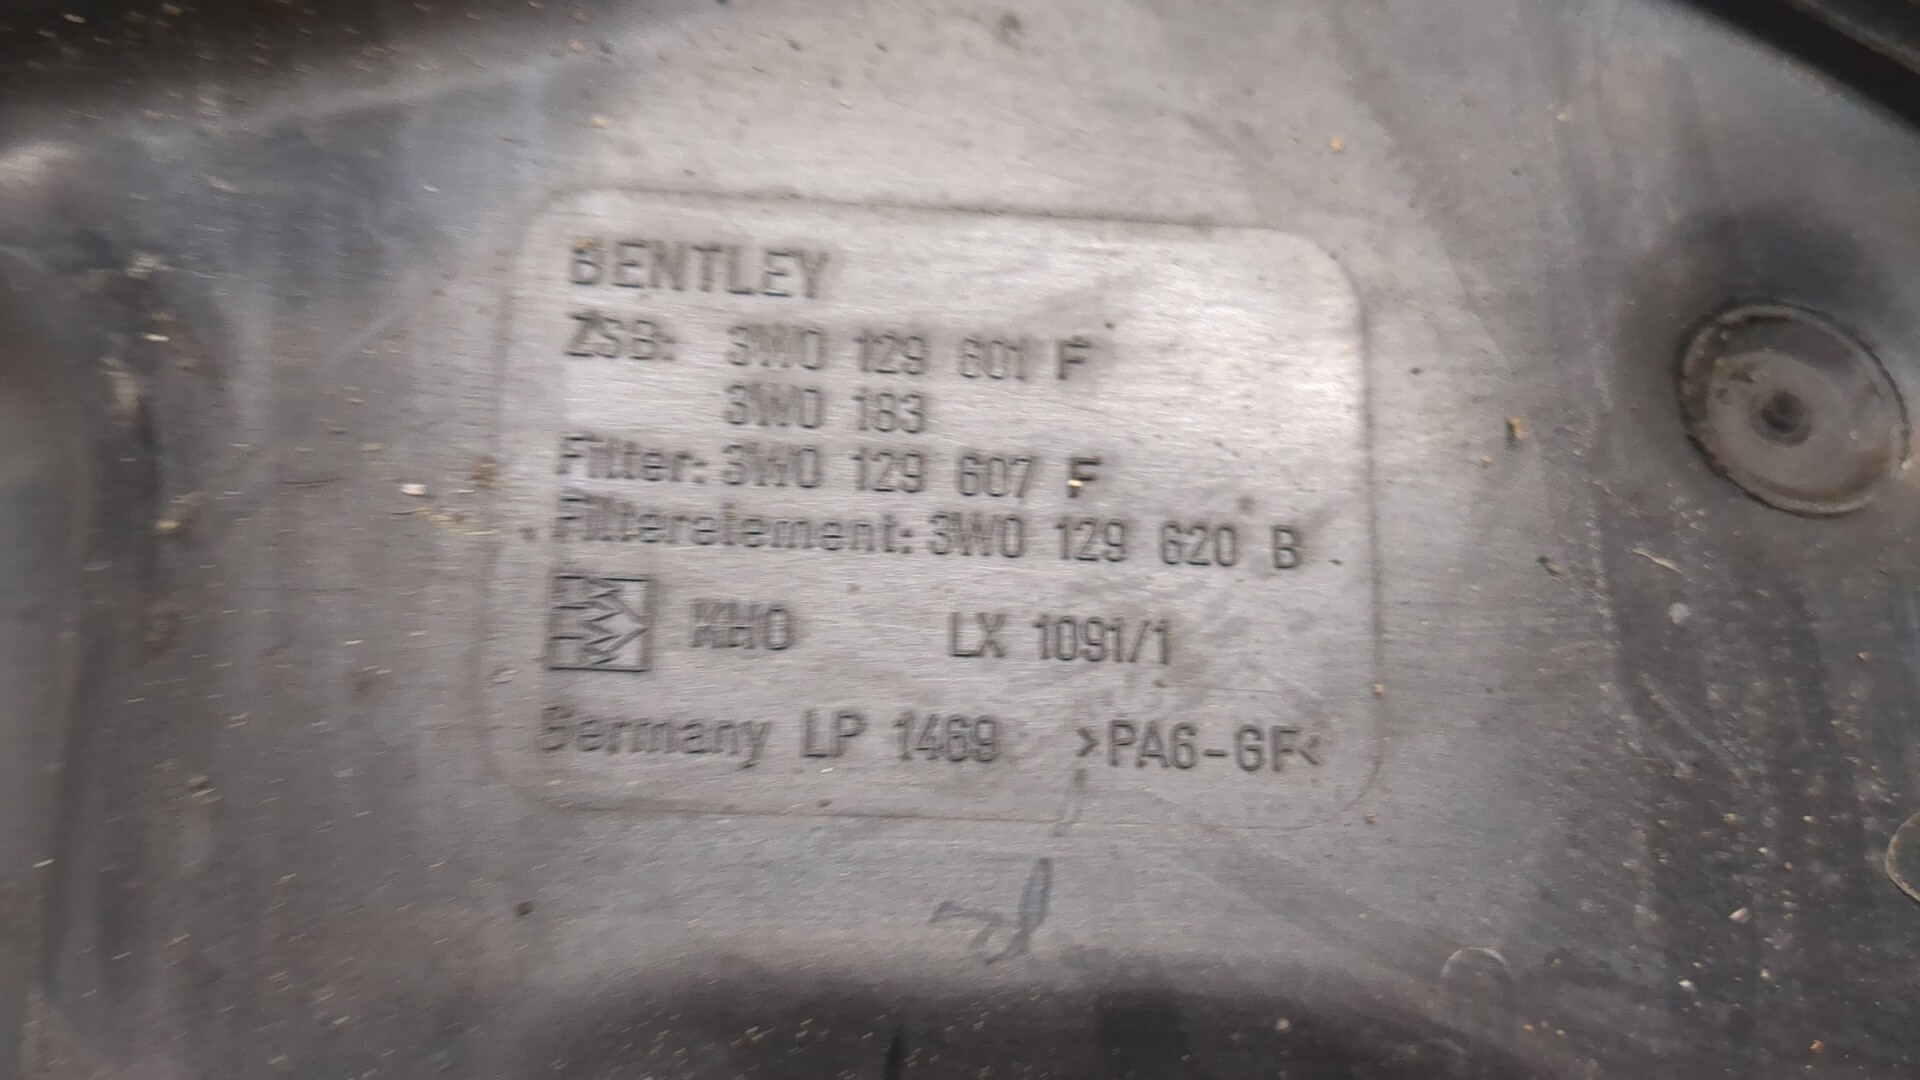 BENTLEY
ZSB: 3W0 129 601 F
3W0 183
Filter: 3W0 129 607 F
Filterelement: 3W0 129 620 B
KHO LX 1091/1
Germany LP 1469 >PA6-GF<